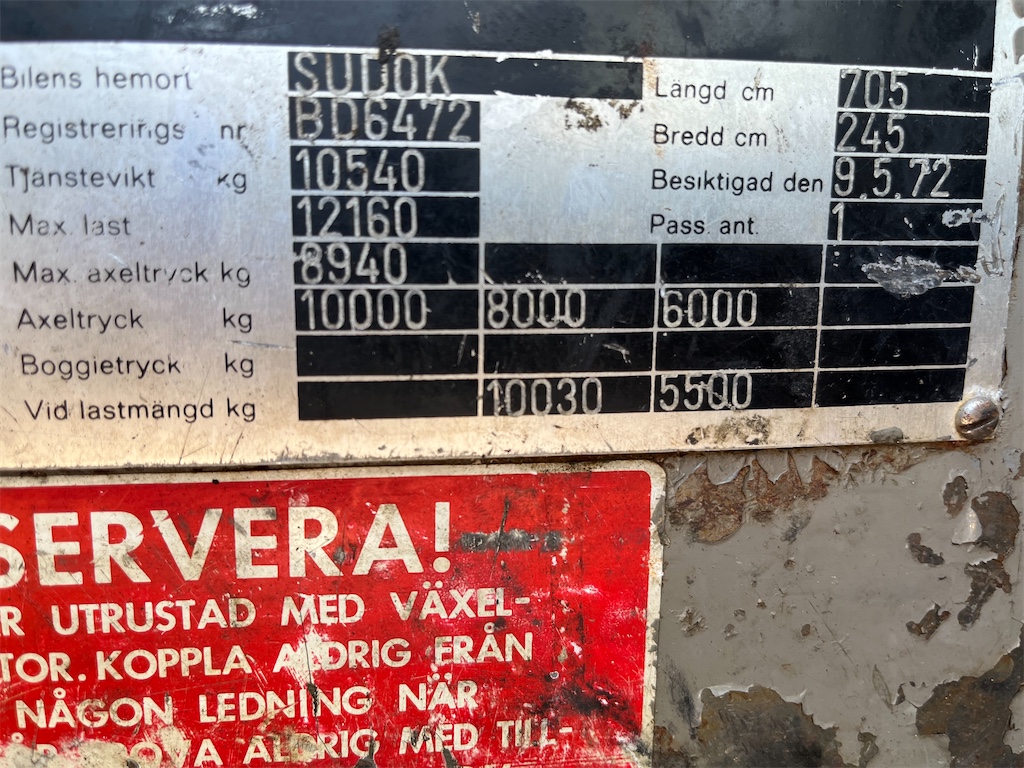 Bilens hemort SUDOK Längd cm 705
Registrerings nr BD6472 Bredd cm 245
Tjänstevikt kg 10540 Besiktigad den 9.5.72
Max. last 12160 Pass. ant. 1
Max. axeltryck kg 8940
Axeltryck kg 10000 8000 6000
Boggietryck kg
Vid lastmängd kg 10030 5500
SERVERA!
R UTRUSTAD MED VÄXEL-
TOR. KOPPLA ALDRIG FRÅN
NÅGON LEDNING NÄR
ALDRIG MED TILL-